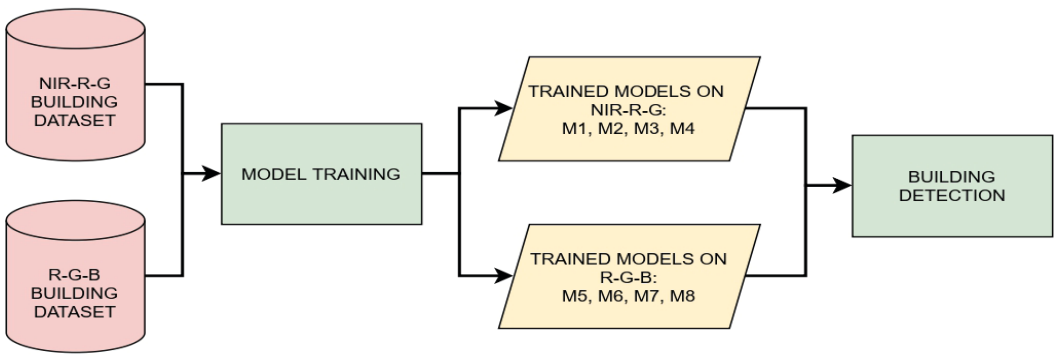 NIR-R-G
BUILDING
DATASET
R-G-B
BUILDING
DATASET
MODEL TRAINING
TRAINED MODELS ON
NIR-R-G:
M1, M2, M3, M4
TRAINED MODELS ON
R-G-B:
M5, M6, M7, M8
BUILDING
DETECTION